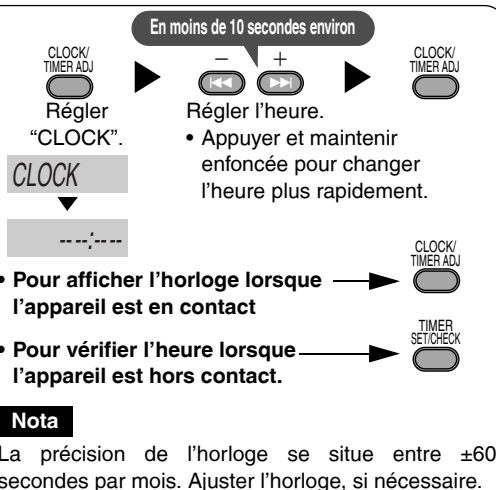 En moins de 10 secondes environ
CLOCK/
TIMER ADJ
− +
CLOCK/
TIMER ADJ
Régler
“CLOCK”.
Régler l’heure.
• Appuyer et maintenir
enfoncée pour changer
l’heure plus rapidement.
CLOCK
-- --:-- --
• Pour afficher l’horloge lorsque
l’appareil est en contact
CLOCK/
TIMER ADJ
• Pour vérifier l’heure lorsque
l’appareil est hors contact.
TIMER
SET/CHECK
Nota
La précision de l’horloge se situe entre ±60
secondes par mois. Ajuster l’horloge, si nécessaire.